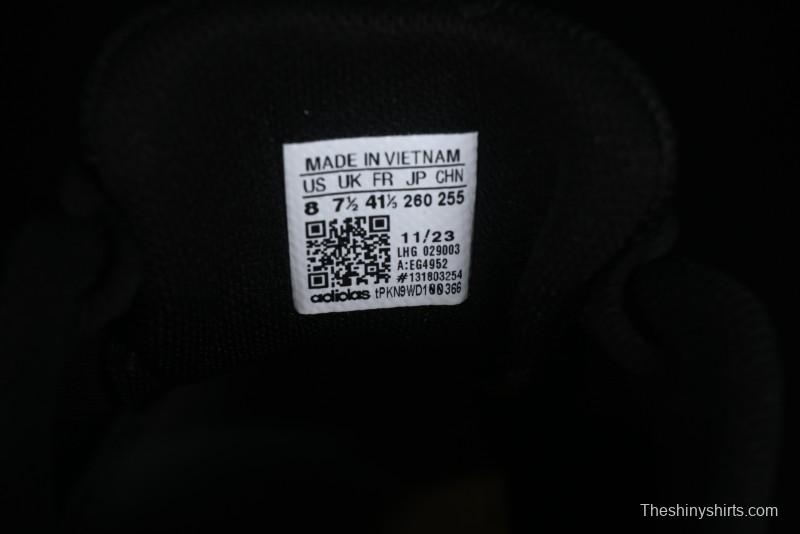 MADE IN VIETNAM
US UK FR JP CHN
8 7½ 41⅓ 260 255
11/23
LHG 029003
A:EG4952
#131803254
adidas tPKN9WD100366
Theshinyshirts.com